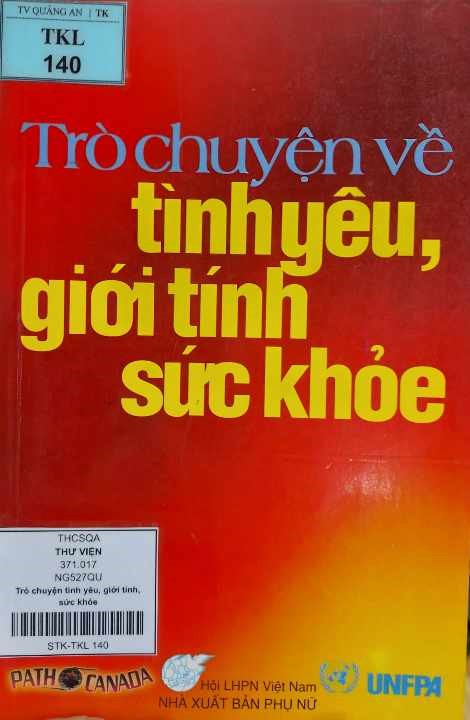 TV QUẢNG AN | TK
TKL
140
Trò chuyện về
tình yêu,
giới tính
sức khỏe
THCSQA
THƯ VIỆN
371.017
NG527QU
Trò chuyện tình yêu, giới tính,
sức khỏe
STK-TKL 140
PATH CANADA
Hội LHPN Việt Nam
NHÀ XUẤT BẢN PHỤ NỮ
UNFPA